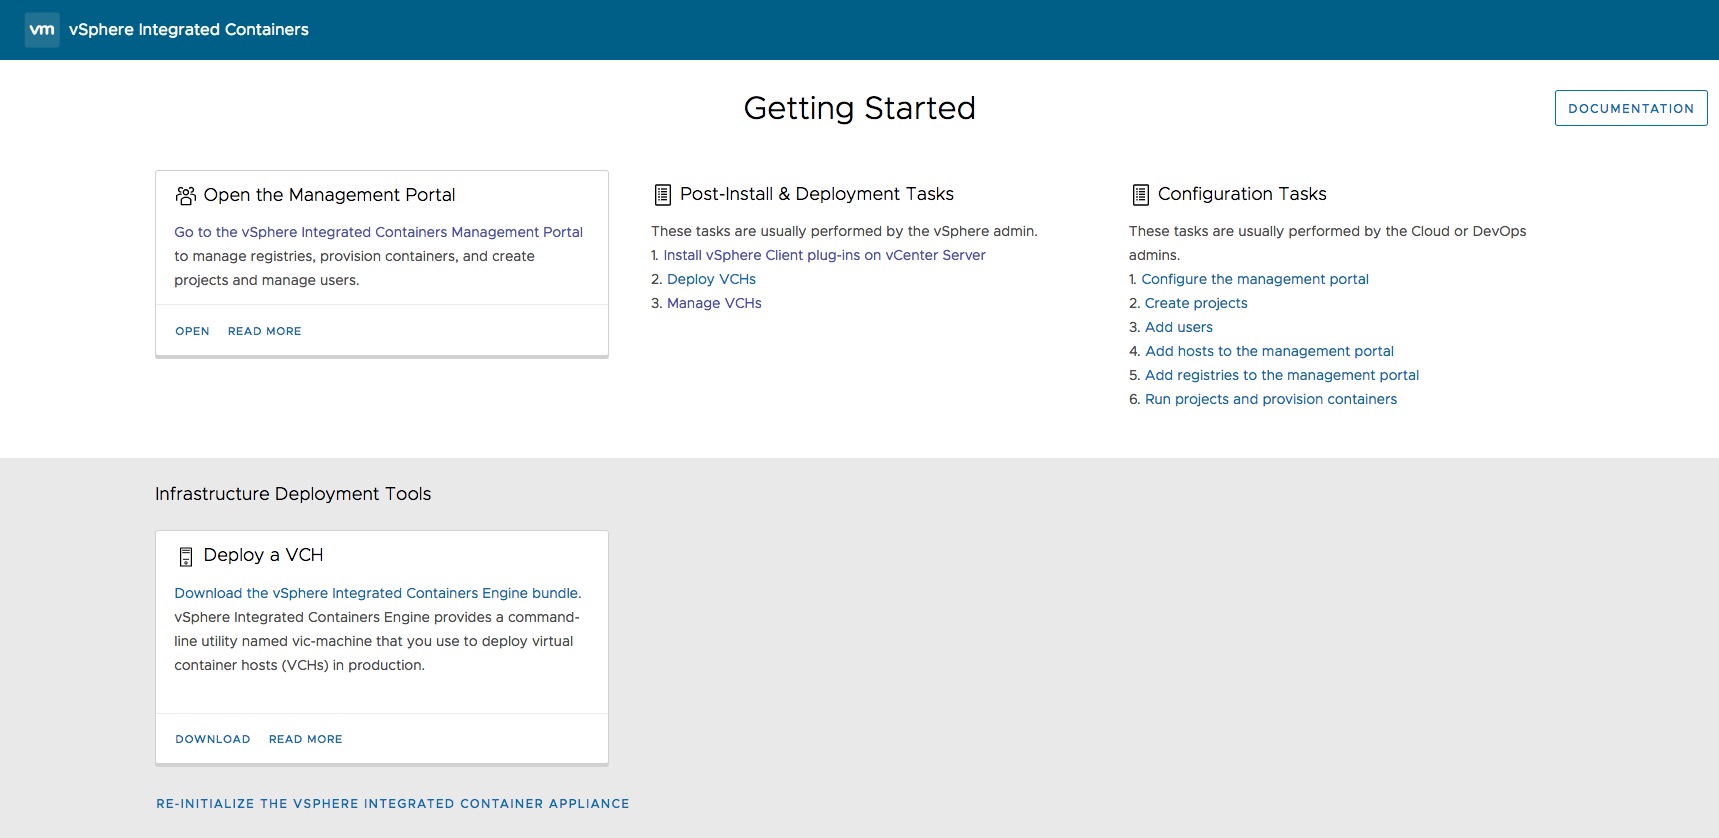 vm vSphere Integrated Containers
Getting Started
DOCUMENTATION
Open the Management Portal
Go to the vSphere Integrated Containers Management Portal
to manage registries, provision containers, and create
projects and manage users.
OPEN READ MORE
Post-Install & Deployment Tasks
These tasks are usually performed by the vSphere admin.
1. Install vSphere Client plug-ins on vCenter Server
2. Deploy VCHs
3. Manage VCHs
Configuration Tasks
These tasks are usually performed by the Cloud or DevOps
admins.
1. Configure the management portal
2. Create projects
3. Add users
4. Add hosts to the management portal
5. Add registries to the management portal
6. Run projects and provision containers
Infrastructure Deployment Tools
Deploy a VCH
Download the vSphere Integrated Containers Engine bundle.
vSphere Integrated Containers Engine provides a command-
line utility named vic-machine that you use to deploy virtual
container hosts (VCHs) in production.
DOWNLOAD READ MORE
RE-INITIALIZE THE VSPHERE INTEGRATED CONTAINER APPLIANCE